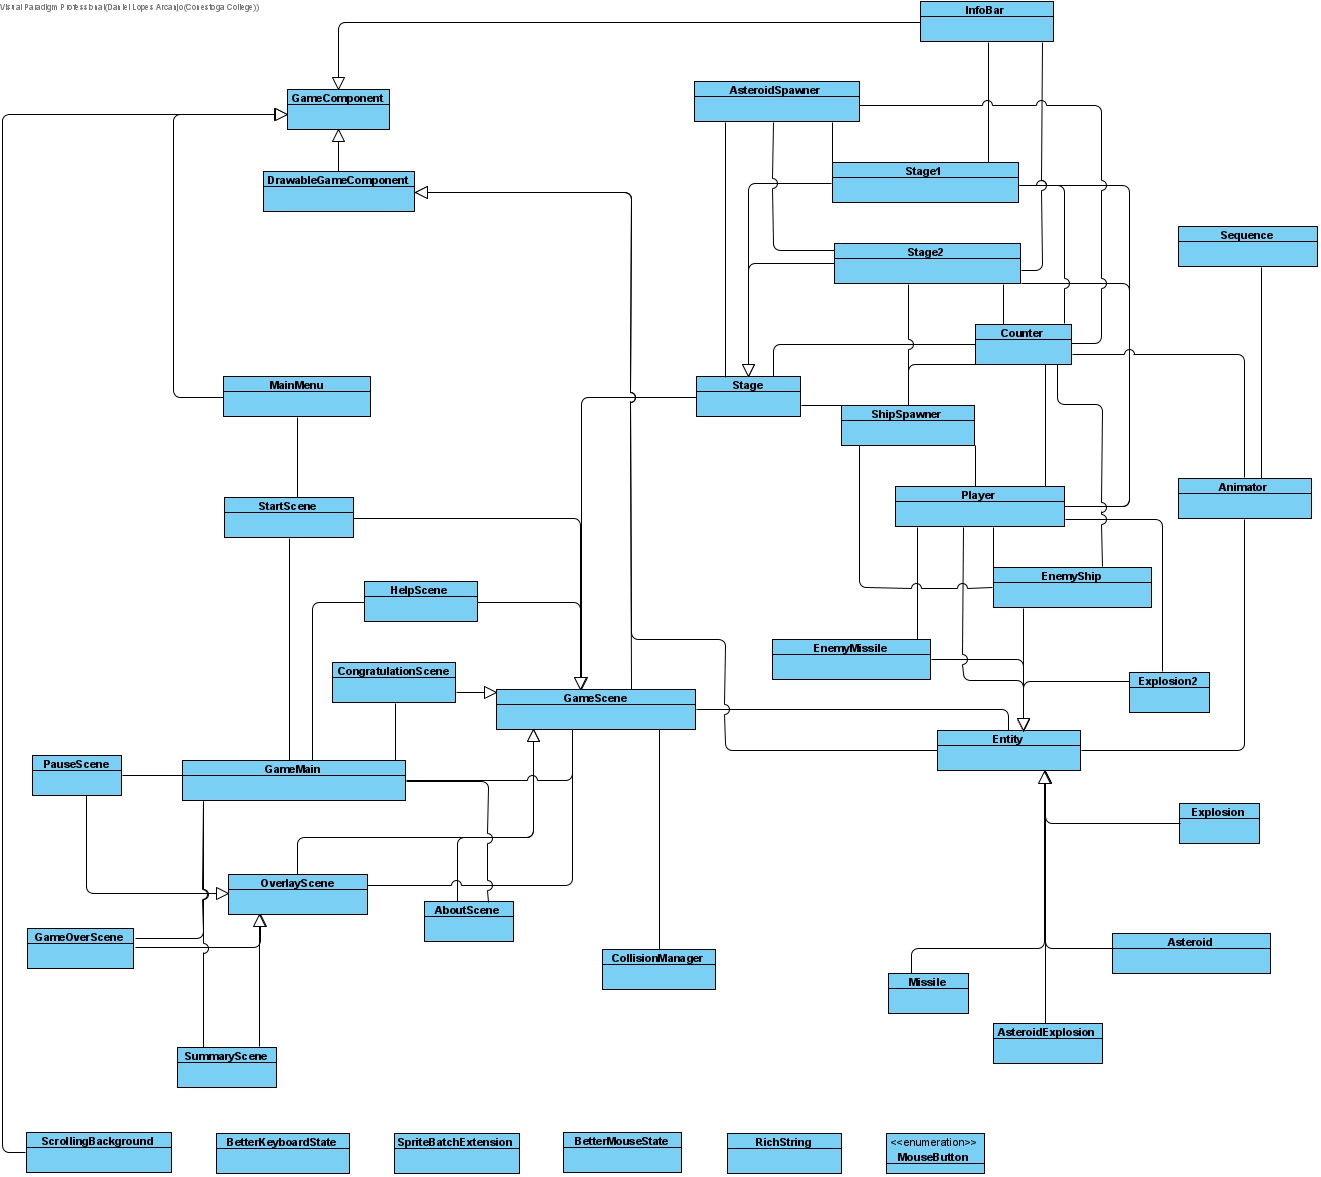 Visual Paradigm Professional(Daniel Lopes Arcanjo(Conestoga College))
InfoBar
AsteroidSpawner
GameComponent
Stage1
DrawableGameComponent
Sequence
Stage2
Counter
MainMenu
Stage
ShipSpawner
Animator
Player
StartScene
EnemyShip
HelpScene
EnemyMissile
CongratulationScene
Explosion2
GameScene
Entity
PauseScene
GameMain
Explosion
OverlayScene
AboutScene
GameOverScene
Asteroid
CollisionManager
Missile
AsteroidExplosion
SummaryScene
ScrollingBackground
BetterKeyboardState
SpriteBatchExtension
BetterMouseState
RichString
<<enumeration>>
MouseButton